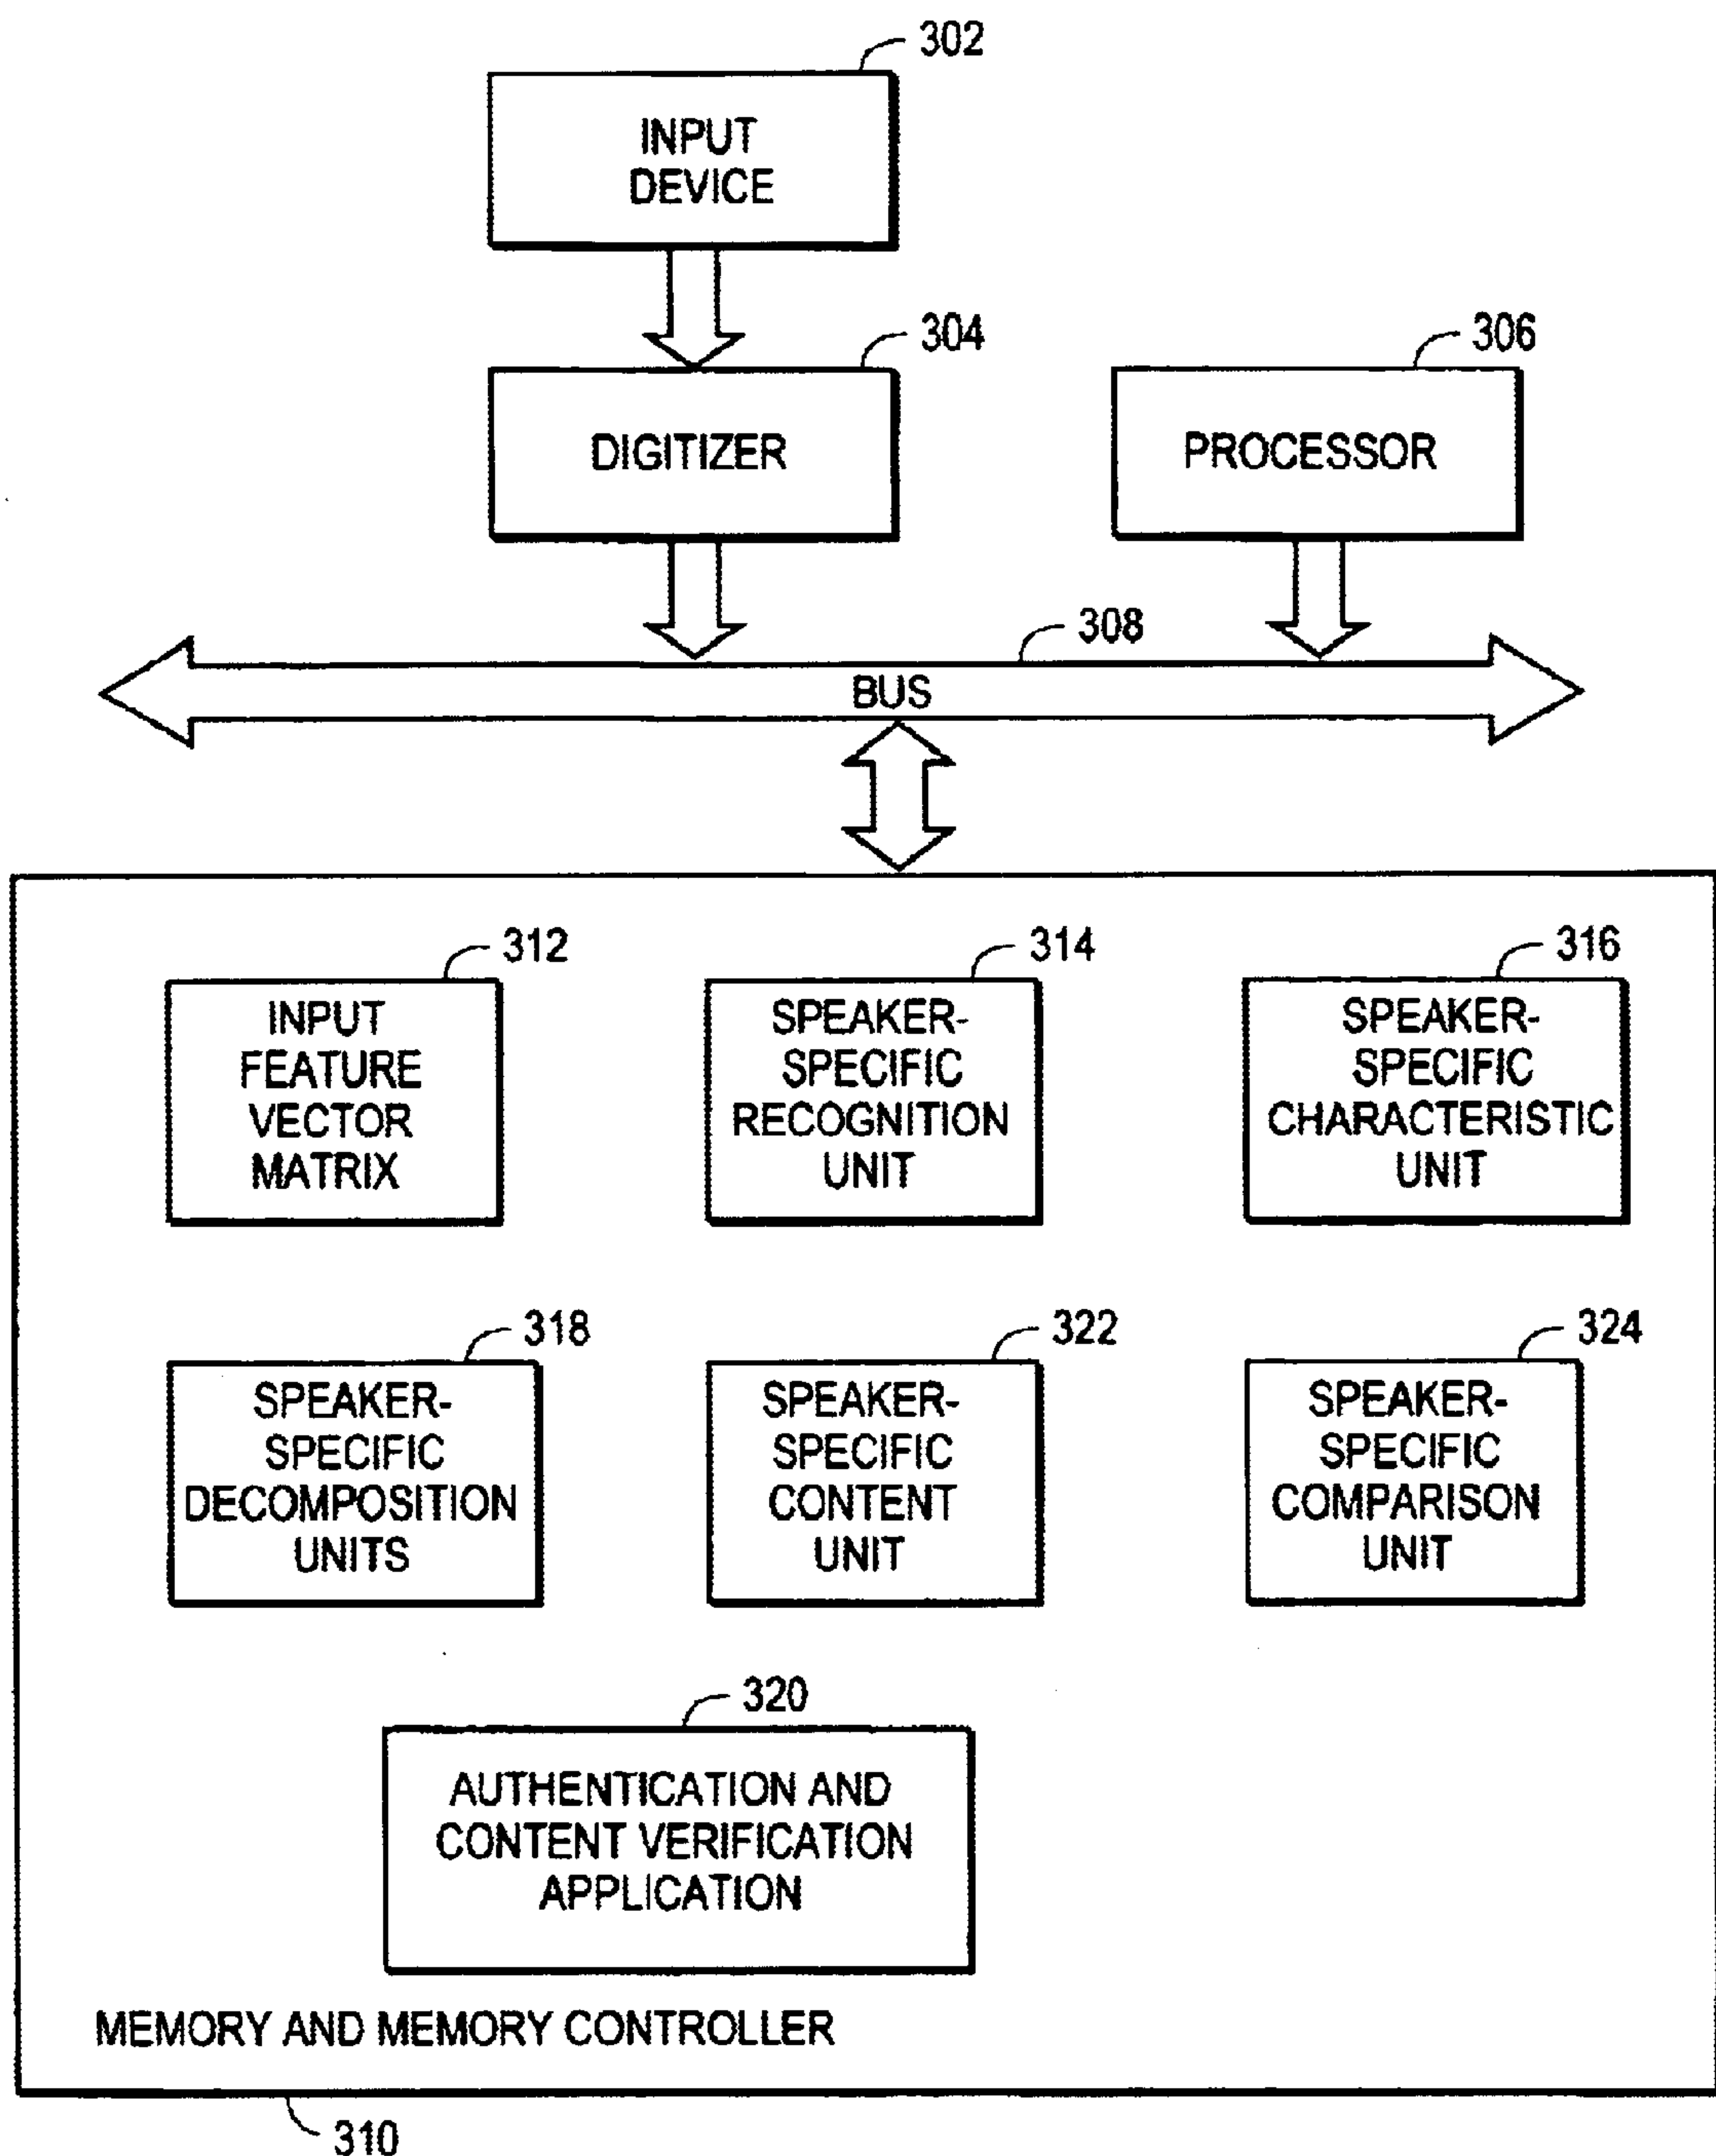 302
INPUT
DEVICE
304
306
DIGITIZER
PROCESSOR
308
BUS
312
314
316
INPUT
FEATURE
VECTOR
MATRIX
SPEAKER-
SPECIFIC
RECOGNITION
UNIT
SPEAKER-
SPECIFIC
CHARACTERISTIC
UNIT
318
322
324
SPEAKER-
SPECIFIC
DECOMPOSITION
UNITS
SPEAKER-
SPECIFIC
CONTENT
UNIT
SPEAKER-
SPECIFIC
COMPARISON
UNIT
320
AUTHENTICATION AND
CONTENT VERIFICATION
APPLICATION
MEMORY AND MEMORY CONTROLLER
310